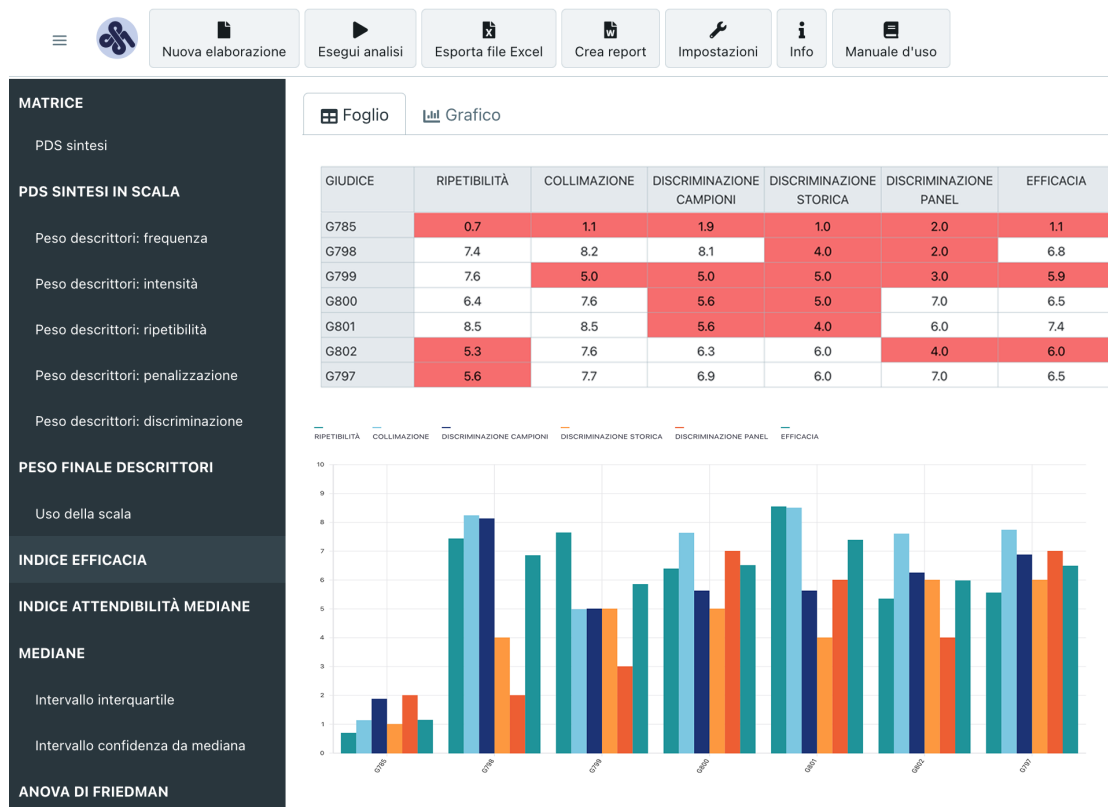 Nuova elaborazione
Esegui analisi
Esporta file Excel
Crea report
Impostazioni
Info
Manuale d'uso
MATRICE
PDS sintesi
PDS SINTESI IN SCALA
Peso descrittori: frequenza
Peso descrittori: intensità
Peso descrittori: ripetibilità
Peso descrittori: penalizzazione
Peso descrittori: discriminazione
PESO FINALE DESCRITTORI
Uso della scala
INDICE EFFICACIA
INDICE ATTENDIBILITÀ MEDIANE
MEDIANE
Intervallo interquartile
Intervallo confidenza da mediana
ANOVA DI FRIEDMAN
Foglio Grafico
GIUDICE RIPETIBILITÀ COLLIMAZIONE DISCRIMINAZIONE CAMPIONI DISCRIMINAZIONE STORICA DISCRIMINAZIONE PANEL EFFICACIA
G785 0.7 1.1 1.9 1.0 2.0 1.1
G798 7.4 8.2 8.1 4.0 2.0 6.8
G799 7.6 5.0 5.0 5.0 3.0 5.9
G800 6.4 7.6 5.6 5.0 7.0 6.5
G801 8.5 8.5 5.6 4.0 6.0 7.4
G802 5.3 7.6 6.3 6.0 4.0 6.0
G797 5.6 7.7 6.9 6.0 7.0 6.5
RIPETIBILITÀ COLLIMAZIONE DISCRIMINAZIONE CAMPIONI DISCRIMINAZIONE STORICA DISCRIMINAZIONE PANEL EFFICACIA
10
9
8
7
6
5
4
3
2
1
0
G785 G798 G799 G800 G801 G802 G797